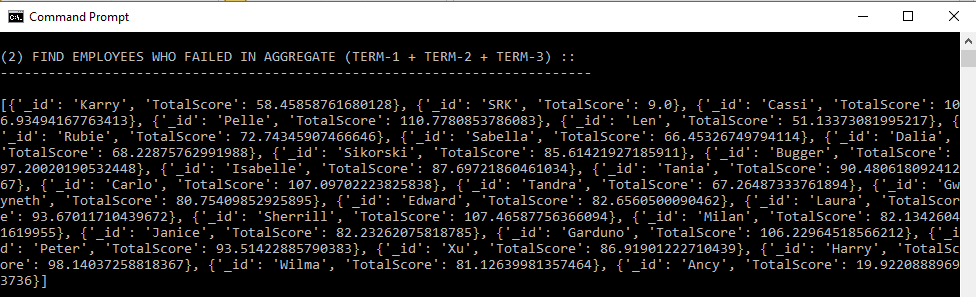 Command Prompt
(2) FIND EMPLOYEES WHO FAILED IN AGGREGATE (TERM-1 + TERM-2 + TERM-3) ::
--------------------------------------------------------------------------
[{'_id': 'Karry', 'TotalScore': 58.45858761680128}, {'_id': 'SRK', 'TotalScore': 9.0}, {'_id': 'Cassi', 'TotalScore': 10
6.93494167763413}, {'_id': 'Pelle', 'TotalScore': 110.7780853786083}, {'_id': 'Len', 'TotalScore': 51.13373081995217}, {
'_id': 'Rubie', 'TotalScore': 72.74345907466646}, {'_id': 'Sabella', 'TotalScore': 66.45326749794114}, {'_id': 'Dalia',
'TotalScore': 68.22875762991988}, {'_id': 'Sikorski', 'TotalScore': 85.61421927185911}, {'_id': 'Bugger', 'TotalScore':
97.20020190532448}, {'_id': 'Isabelle', 'TotalScore': 87.69721860461034}, {'_id': 'Tania', 'TotalScore': 90.480618092412
67}, {'_id': 'Carlo', 'TotalScore': 107.09702223825838}, {'_id': 'Tandra', 'TotalScore': 67.26487333761894}, {'_id': 'Gw
yneth', 'TotalScore': 80.75409852925895}, {'_id': 'Edward', 'TotalScore': 82.6560500090462}, {'_id': 'Laura', 'TotalScor
e': 93.67011710439672}, {'_id': 'Sherrill', 'TotalScore': 107.46587756366094}, {'_id': 'Milan', 'TotalScore': 82.1342604
1619955}, {'_id': 'Janice', 'TotalScore': 82.23262075818785}, {'_id': 'Garduno', 'TotalScore': 106.22964518566212}, {'_i
d': 'Peter', 'TotalScore': 93.51422885790383}, {'_id': 'Xu', 'TotalScore': 86.91901222710439}, {'_id': 'Harry', 'TotalSc
ore': 98.14037258818367}, {'_id': 'Wilma', 'TotalScore': 81.12639981357464}, {'_id': 'Ancy', 'TotalScore': 19.9220888969
3736}]